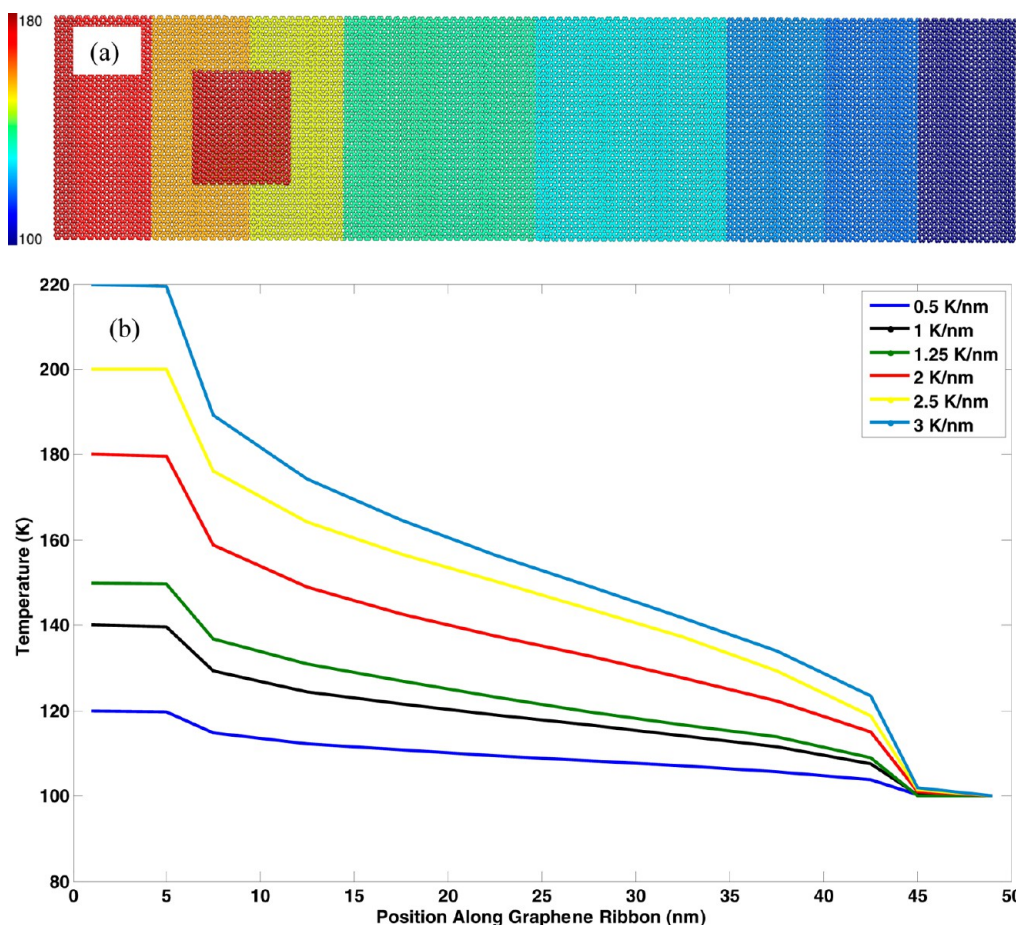 180
(a)
100
220
200
180
160
140
120
100
80
(b)
0.5 K/nm
1 K/nm
1.25 K/nm
2 K/nm
2.5 K/nm
3 K/nm
Temperature (K)
0 5 10 15 20 25 30 35 40 45 50
Position Along Graphene Ribbon (nm)